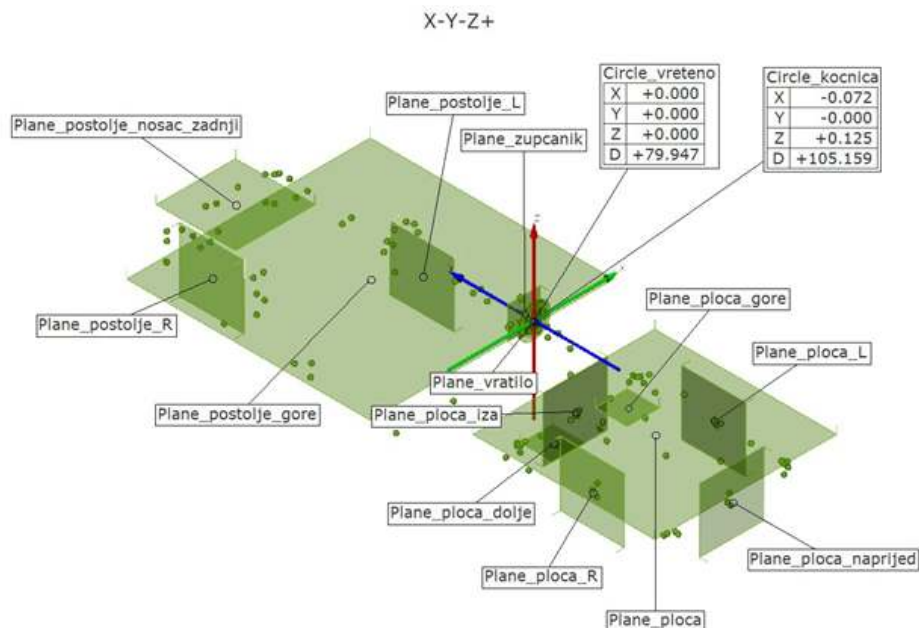 X-Y-Z+
Circle_vreteno
X +0.000
Y +0.000
Z +0.000
D +79.947
Circle_kocnica
X -0.072
Y -0.000
Z +0.125
D +105.159
Plane_postolje_L
Plane_postolje_nosac_zadnji
Plane_zupcanik
Z
Plane_ploca_gore
Plane_postolje_R
Plane_ploca_L
Plane_vratilo
Plane_postolje_gore
Plane_ploca_iza
Plane_ploca_dolje
Plane_ploca_naprijed
Plane_ploca_R
Plane_ploca